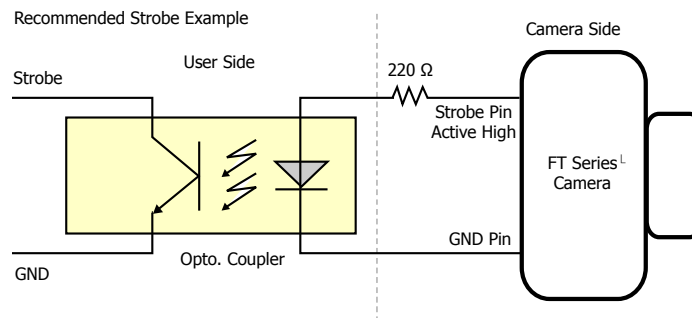 Recommended Strobe Example
Camera Side
User Side
220 Ω
Strobe
Strobe Pin
Active High
FT Series└
Camera
GND Pin
Opto. Coupler
GND